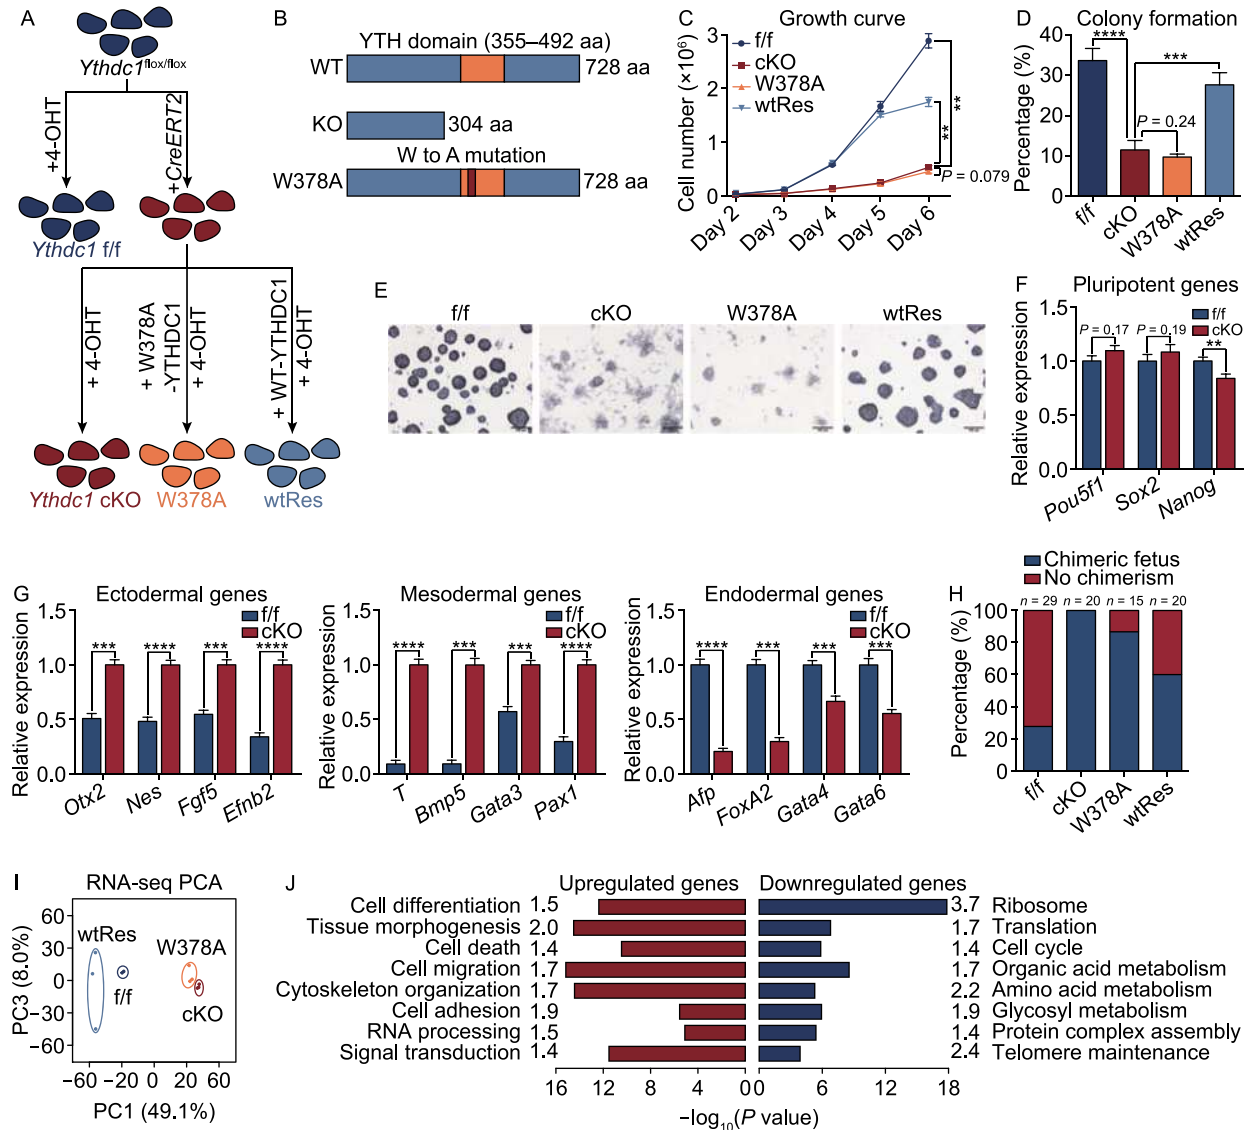 A
Ythdc1flox/flox
+4-OHT
+CreERT2
Ythdc1 f/f
+ 4-OHT
+ W378A
-YTHDC1
+ 4-OHT
+ WT-YTHDC1
+ 4-OHT
Ythdc1 cKO
W378A
wtRes
B
YTH domain (355–492 aa)
WT
728 aa
KO
304 aa
W to A mutation
W378A
728 aa
C
Growth curve
f/f
cKO
W378A
wtRes
Cell number (×10⁶)
3
2
1
0
Day 2
Day 3
Day 4
Day 5
Day 6
**
**
P = 0.079
D
Colony formation
Percentage (%)
40
30
20
10
0
****
***
P = 0.24
f/f
cKO
W378A
wtRes
E
f/f
cKO
W378A
wtRes
F
Pluripotent genes
f/f
cKO
Relative expression
1.5
1.0
0.5
0.0
P = 0.17
P = 0.19
**
Pou5f1
Sox2
Nanog
G
Ectodermal genes
f/f
cKO
Relative expression
1.5
1.0
0.5
0.0
***
****
***
****
Otx2
Nes
Fgf5
Efnb2
Mesodermal genes
f/f
cKO
Relative expression
1.5
1.0
0.5
0.0
****
***
***
****
T
Bmp5
Gata3
Pax1
Endodermal genes
f/f
cKO
Relative expression
1.5
1.0
0.5
0.0
****
***
***
***
Afp
FoxA2
Gata4
Gata6
Chimeric fetus
No chimerism
H
n = 29
n = 20
n = 15
n = 20
Percentage (%)
100
80
60
40
20
0
f/f
cKO
W378A
wtRes
I
RNA-seq PCA
PC3 (8.0%)
60
30
0
−30
−60
wtRes
f/f
W378A
cKO
−60
−20
0
20
60
PC1 (49.1%)
J
Upregulated genes
Downregulated genes
Cell differentiation 1.5
3.7 Ribosome
Tissue morphogenesis 2.0
1.7 Translation
Cell death 1.4
1.4 Cell cycle
Cell migration 1.7
1.7 Organic acid metabolism
Cytoskeleton organization 1.7
2.2 Amino acid metabolism
Cell adhesion 1.9
1.9 Glycosyl metabolism
RNA processing 1.5
1.4 Protein complex assembly
Signal transduction 1.4
2.4 Telomere maintenance
16
12
8
4
0
0
6
12
18
−log₁₀(P value)